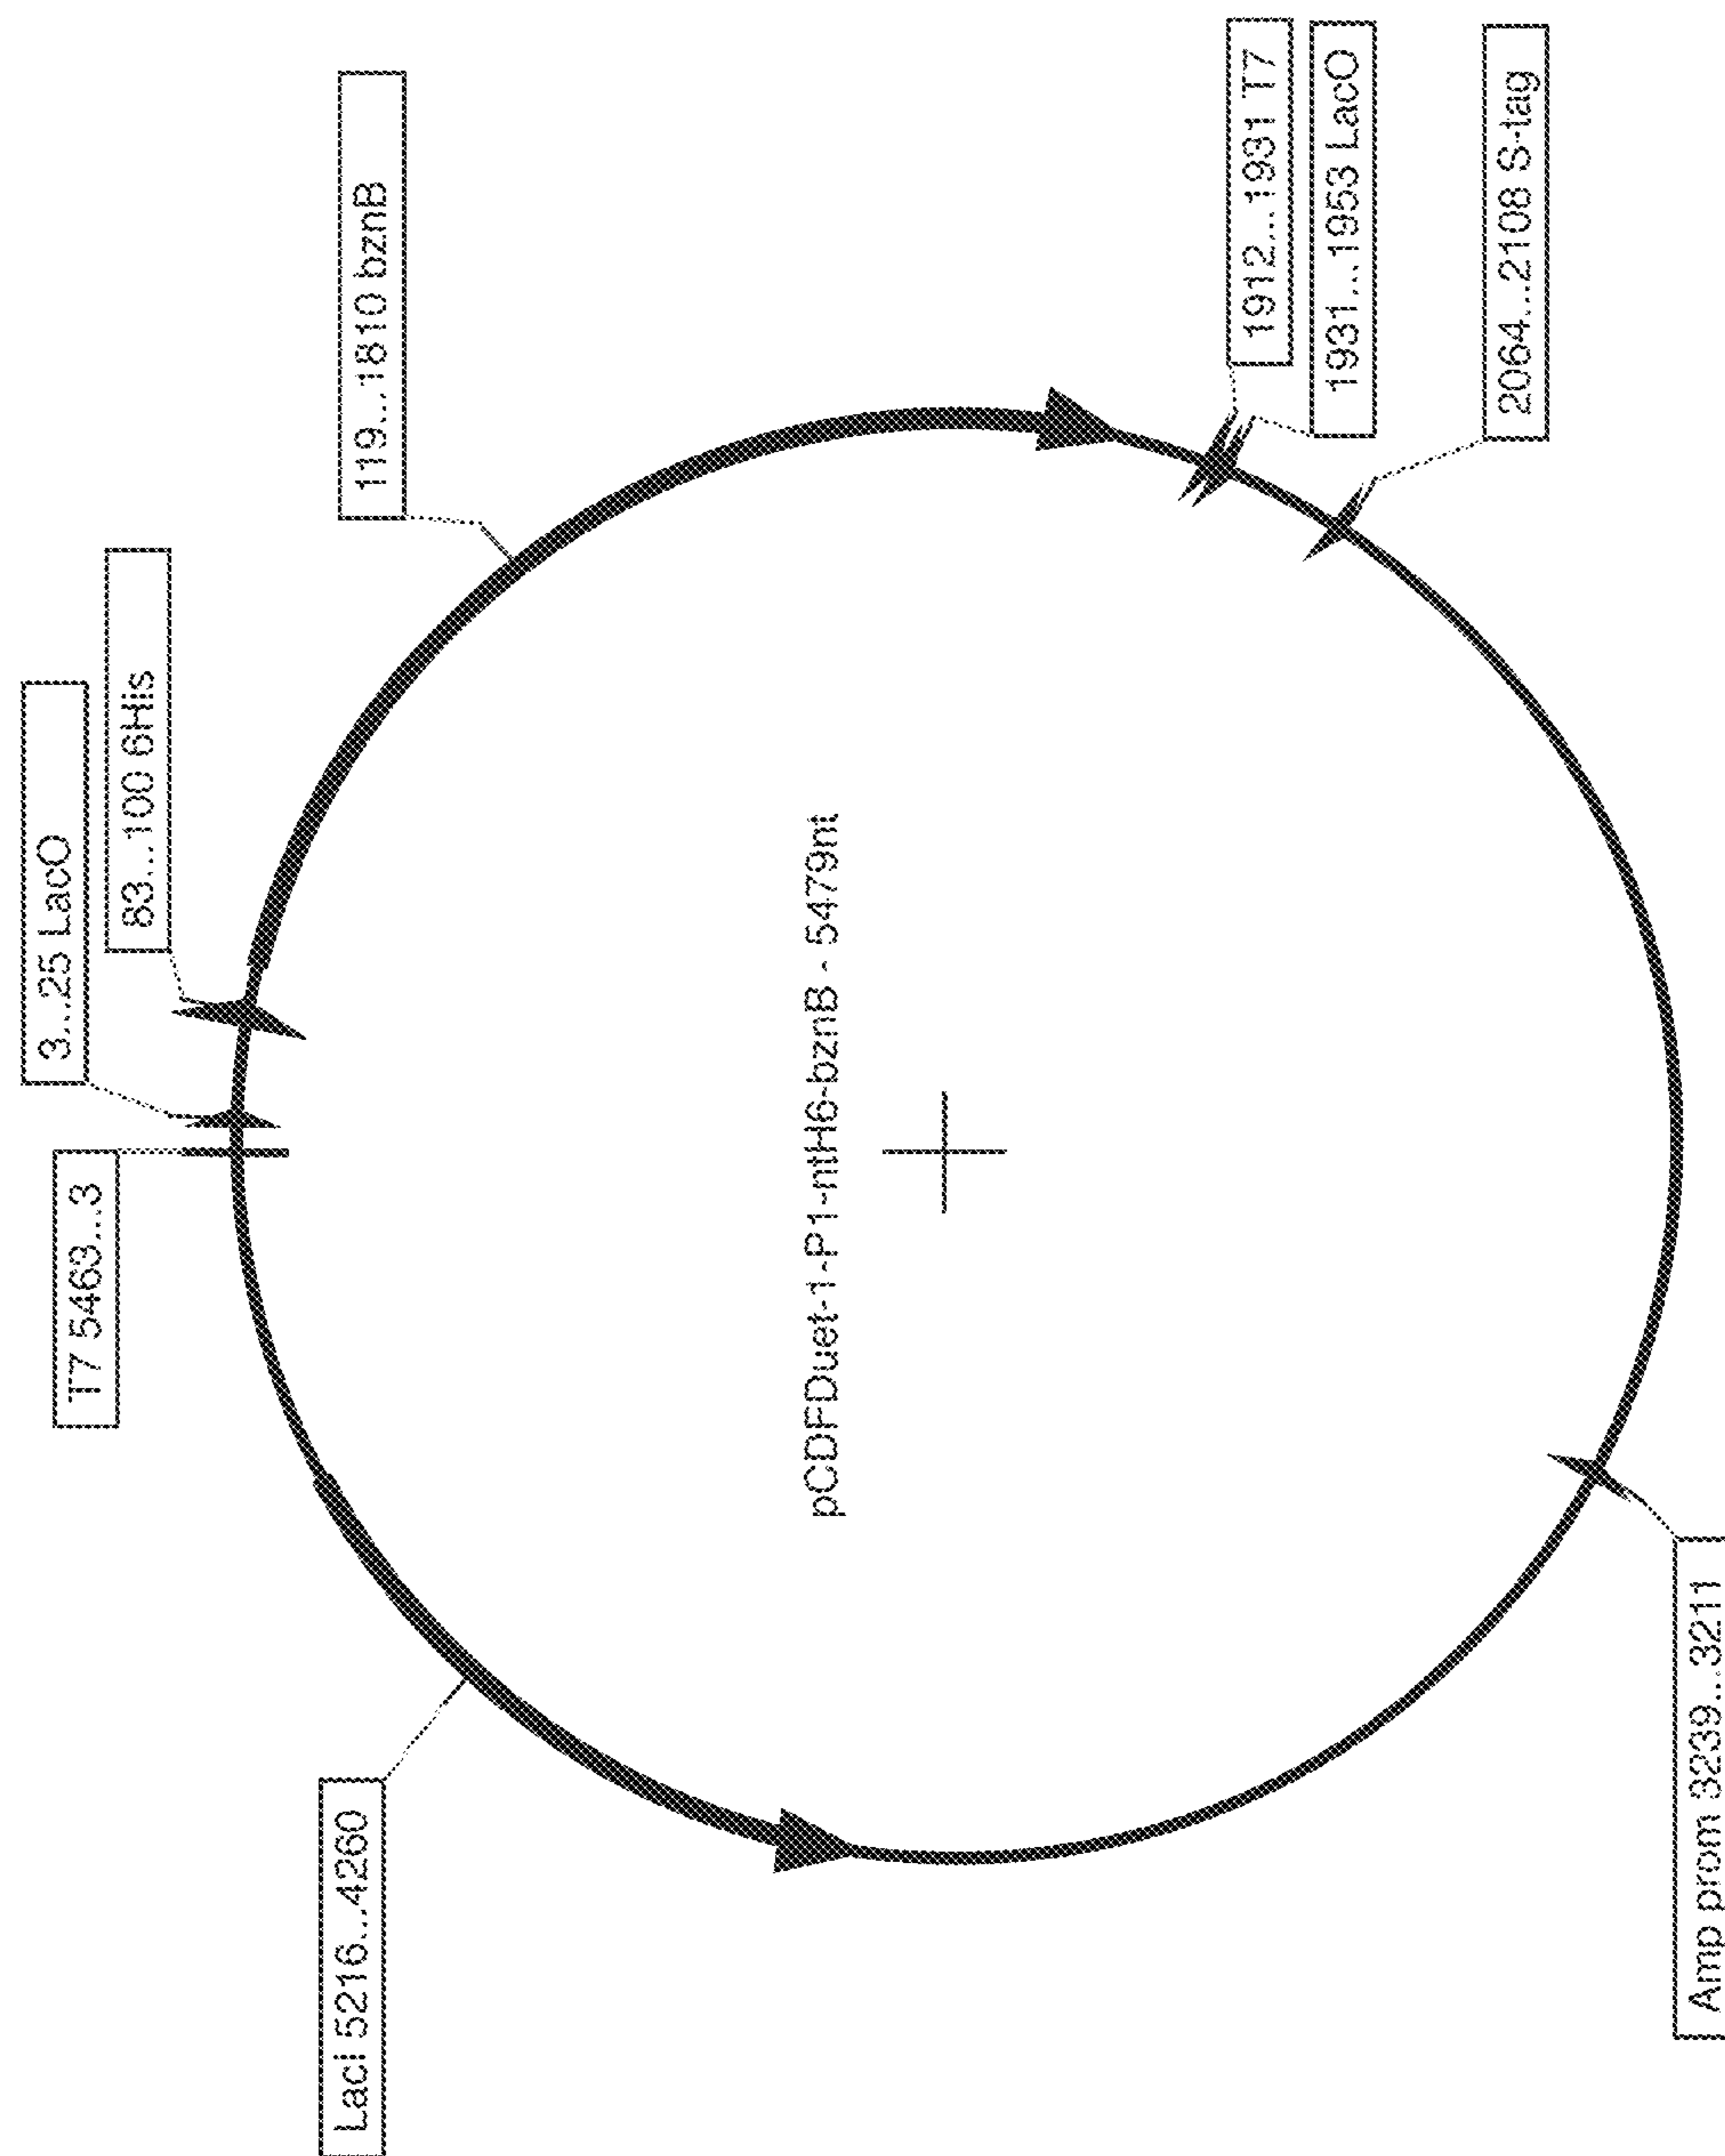 T7 5463...3
3...25 LacO
83...100 6His
119...1810 bznB
1912...1931 T7
1931...1953 LacO
2064...2108 S-tag
Amp prom 3239...3211
LacI 5216...4260
pCDFDuet-1-P1-ntH6-bznB - 5479nt